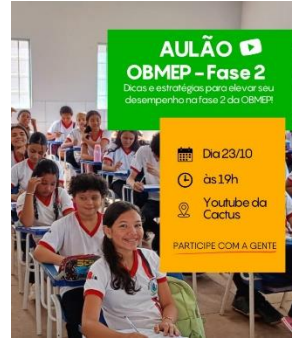 AULÃO
OBMEP - Fase 2
Dicas e estratégias para elevar seu
desempenho na fase 2 da OBMEP!
Dia 23/10
às 19h
Youtube da
Cactus
PARTICIPE COM A GENTE